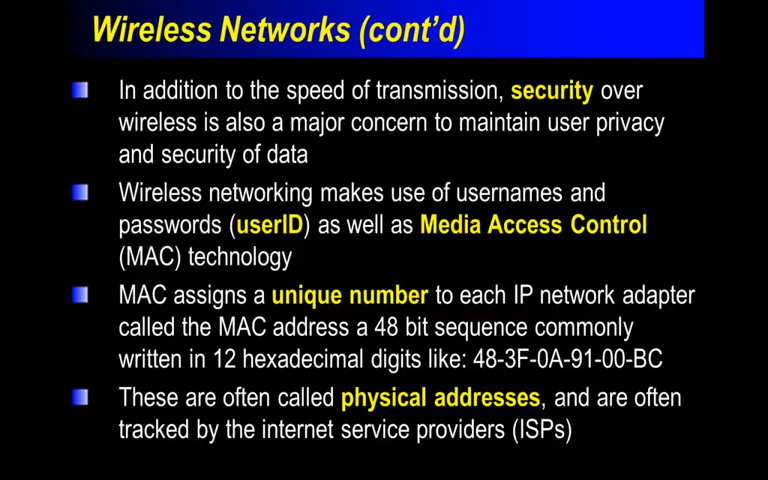 Wireless Networks (cont'd)
In addition to the speed of transmission, security over
wireless is also a major concern to maintain user privacy
and security of data
Wireless networking makes use of usernames and
passwords (userID) as well as Media Access Control
(MAC) technology
MAC assigns a unique number to each IP network adapter
called the MAC address a 48 bit sequence commonly
written in 12 hexadecimal digits like: 48-3F-0A-91-00-BC
These are often called physical addresses, and are often
tracked by the internet service providers (ISPs)